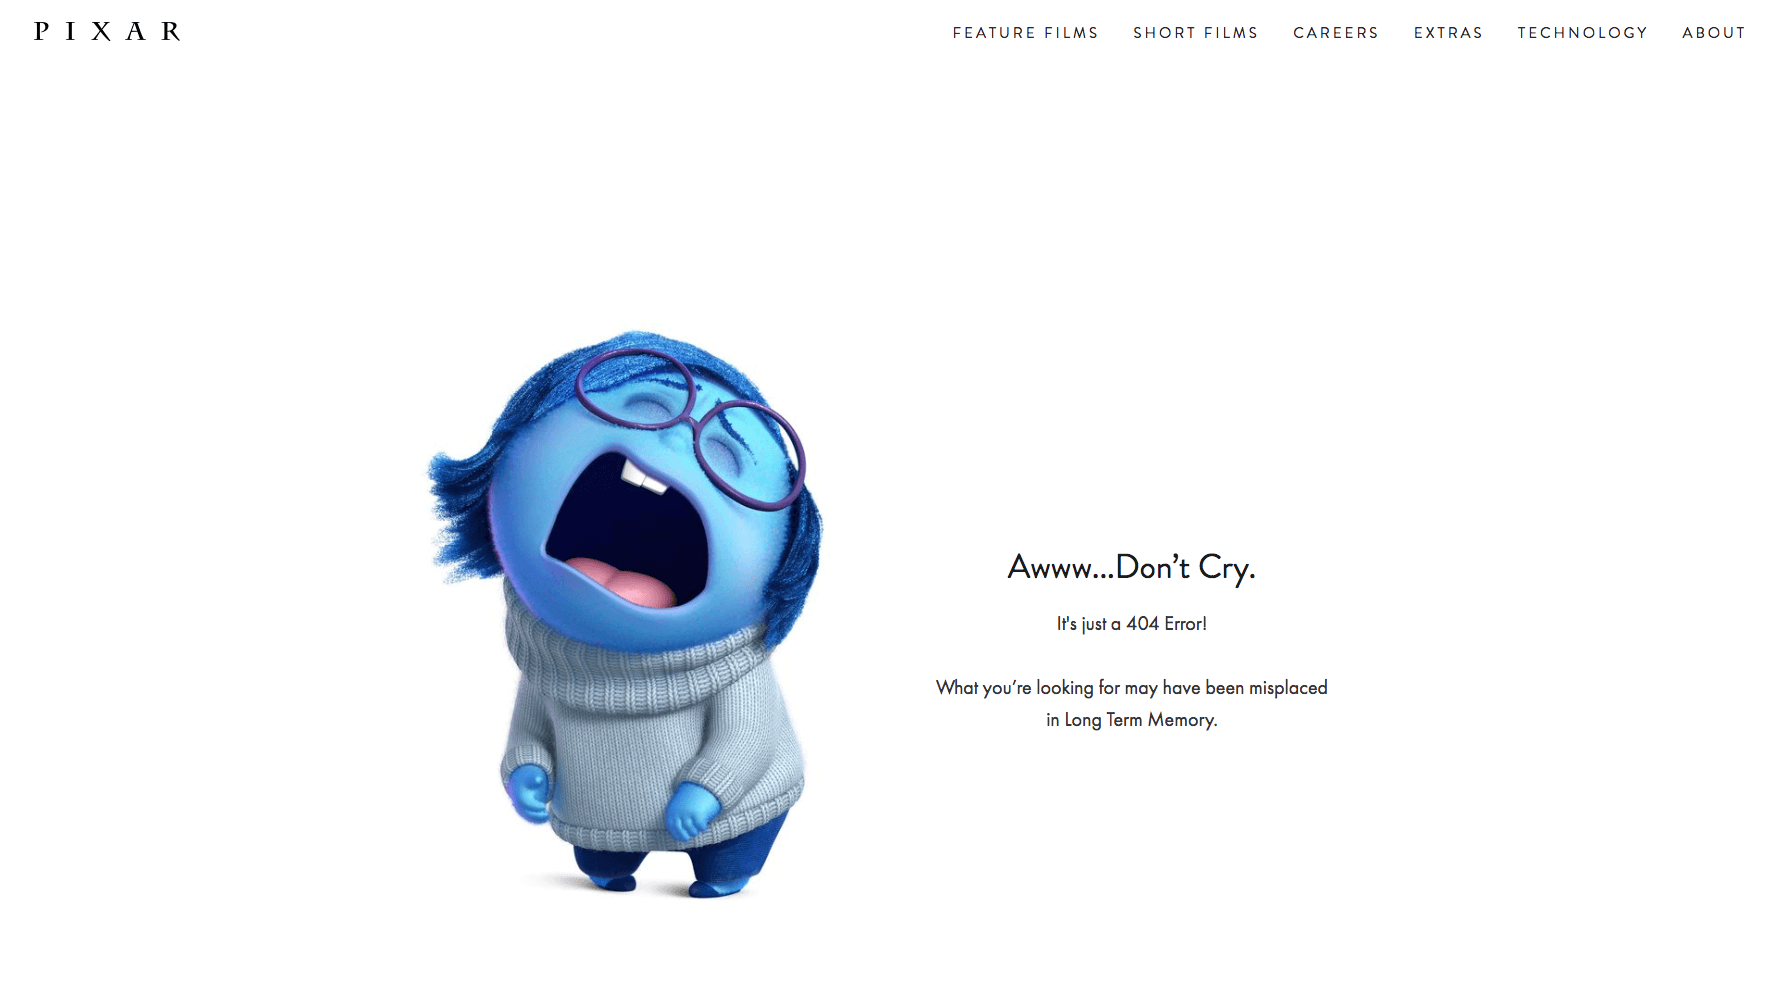 PIXAR
FEATURE FILMS SHORT FILMS CAREERS EXTRAS TECHNOLOGY ABOUT
Awww...Don’t Cry.
It's just a 404 Error!
What you’re looking for may have been misplaced
in Long Term Memory.